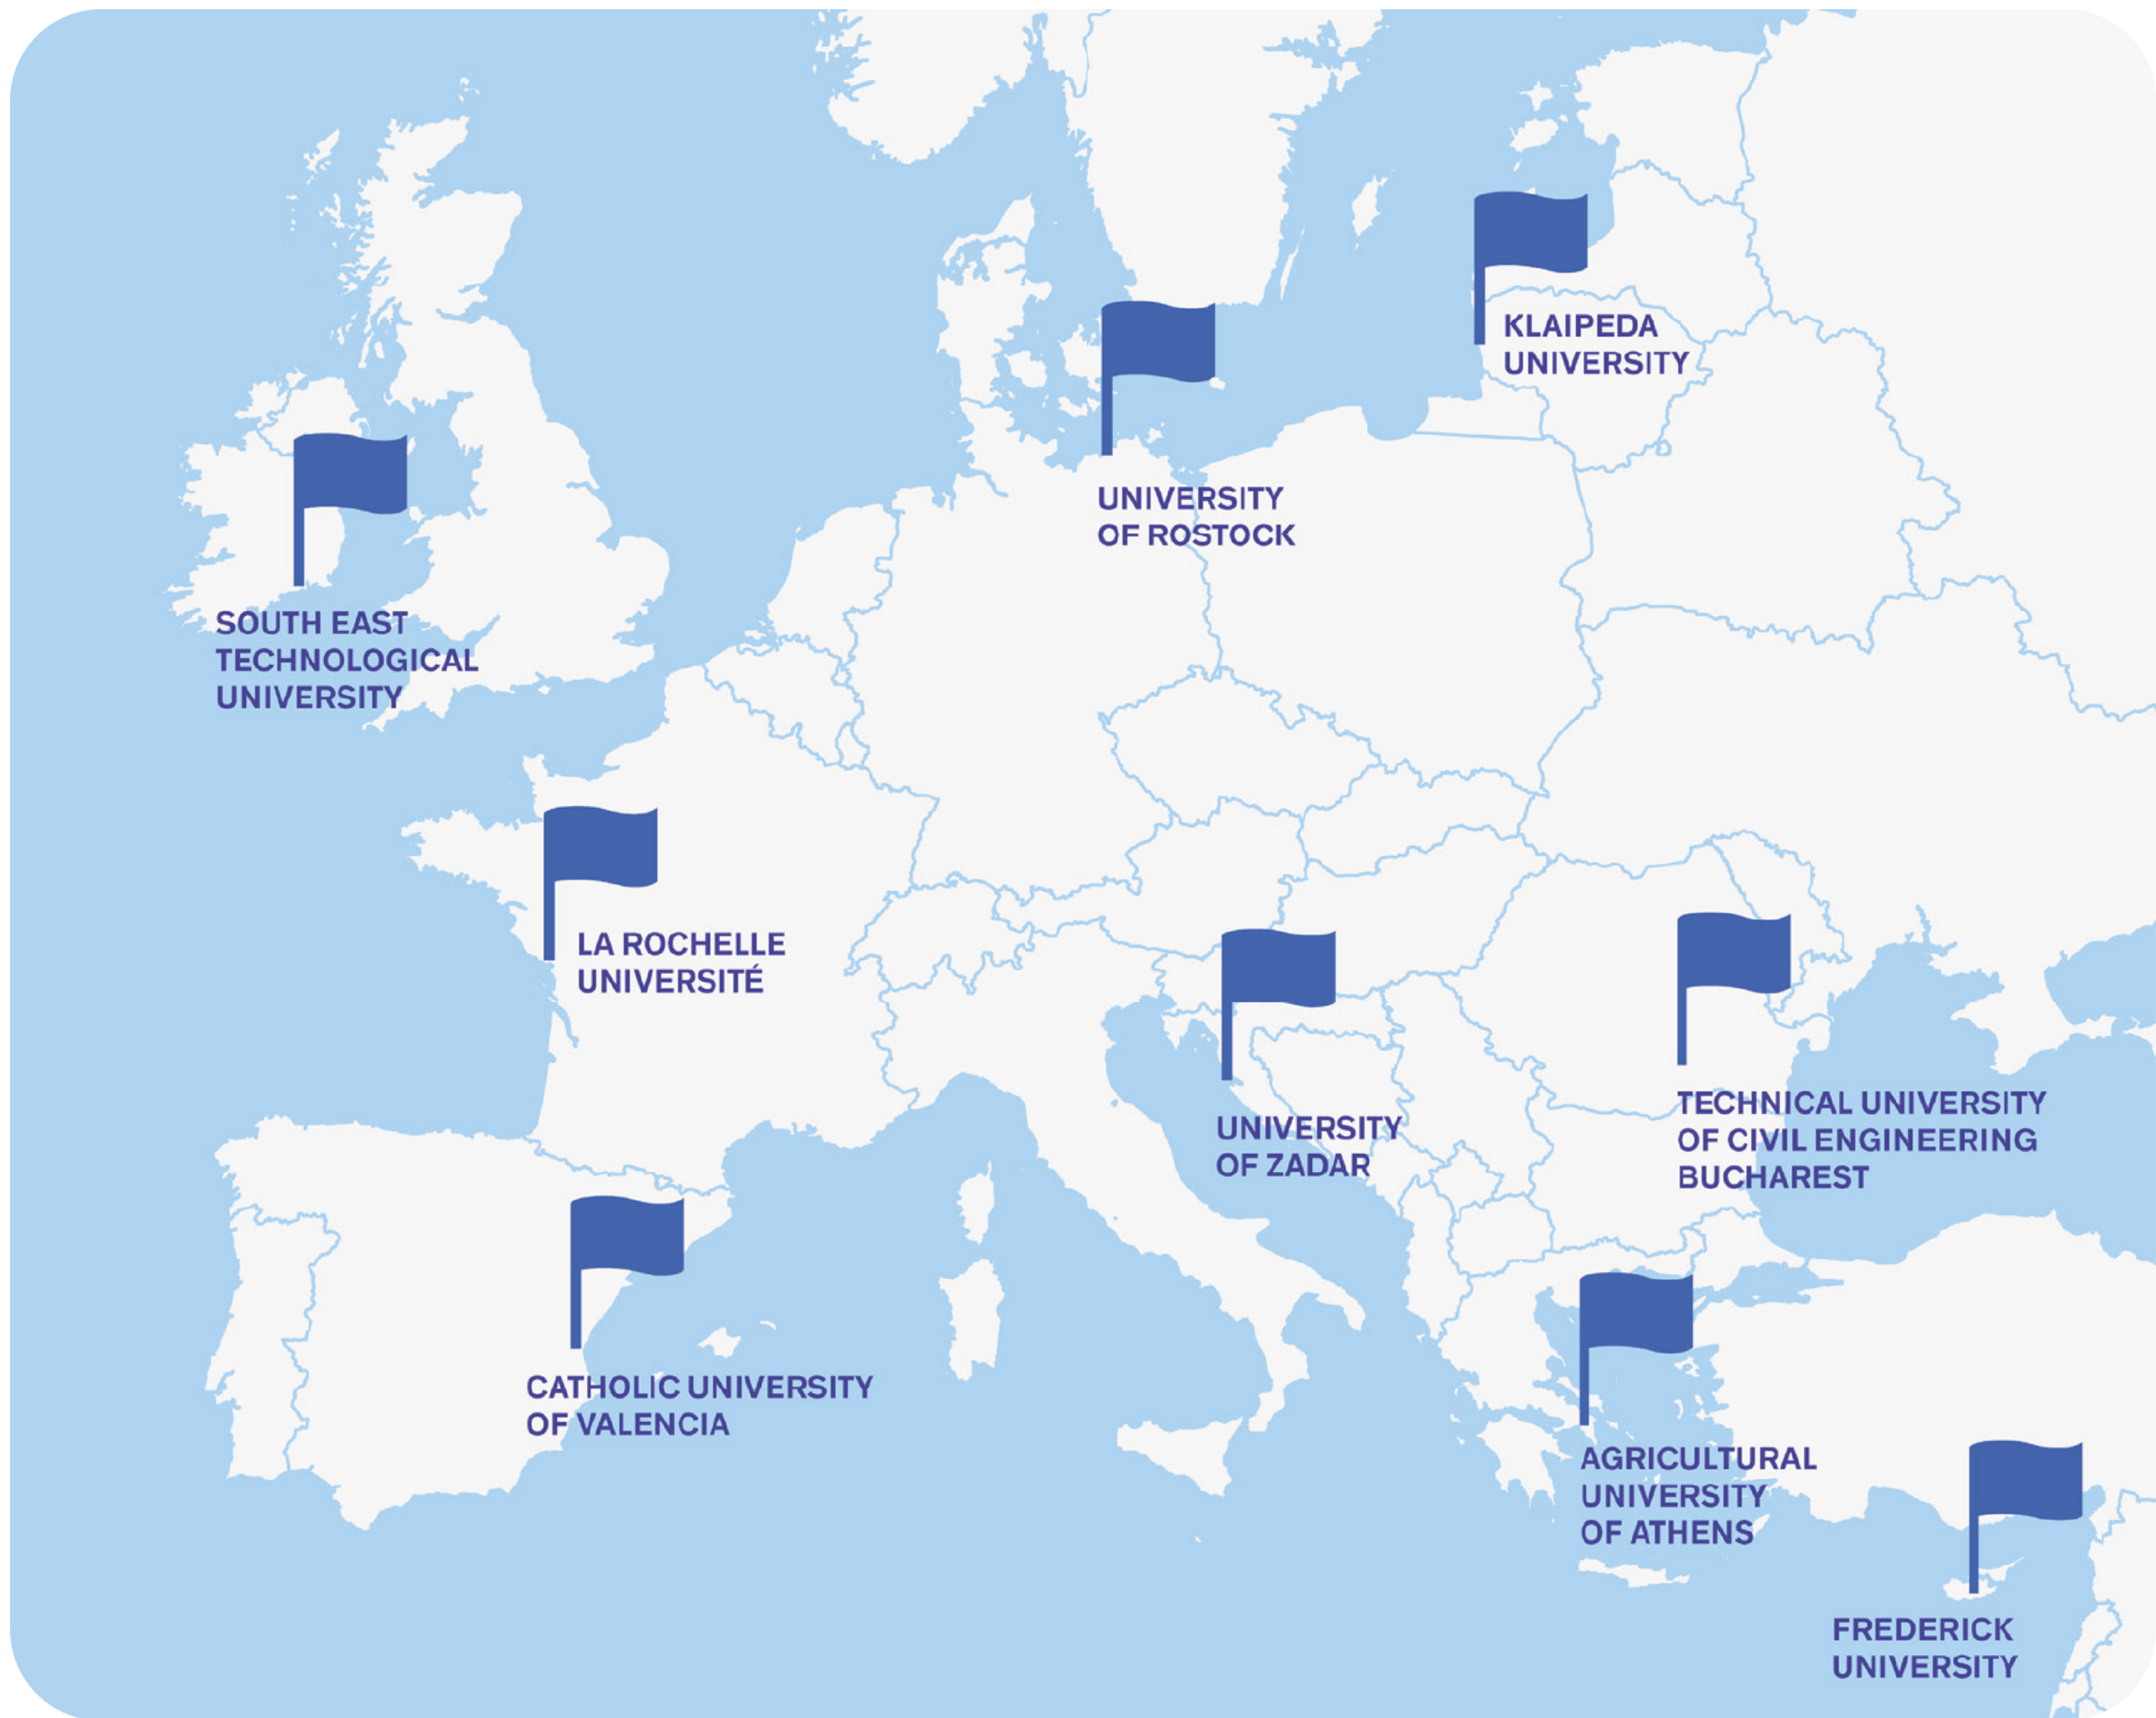 KLAIPEDA
UNIVERSITY
UNIVERSITY
OF ROSTOCK
SOUTH EAST
TECHNOLOGICAL
UNIVERSITY
LA ROCHELLE
UNIVERSITÉ
UNIVERSITY
OF ZADAR
TECHNICAL UNIVERSITY
OF CIVIL ENGINEERING
BUCHAREST
CATHOLIC UNIVERSITY
OF VALENCIA
AGRICULTURAL
UNIVERSITY
OF ATHENS
FREDERICK
UNIVERSITY